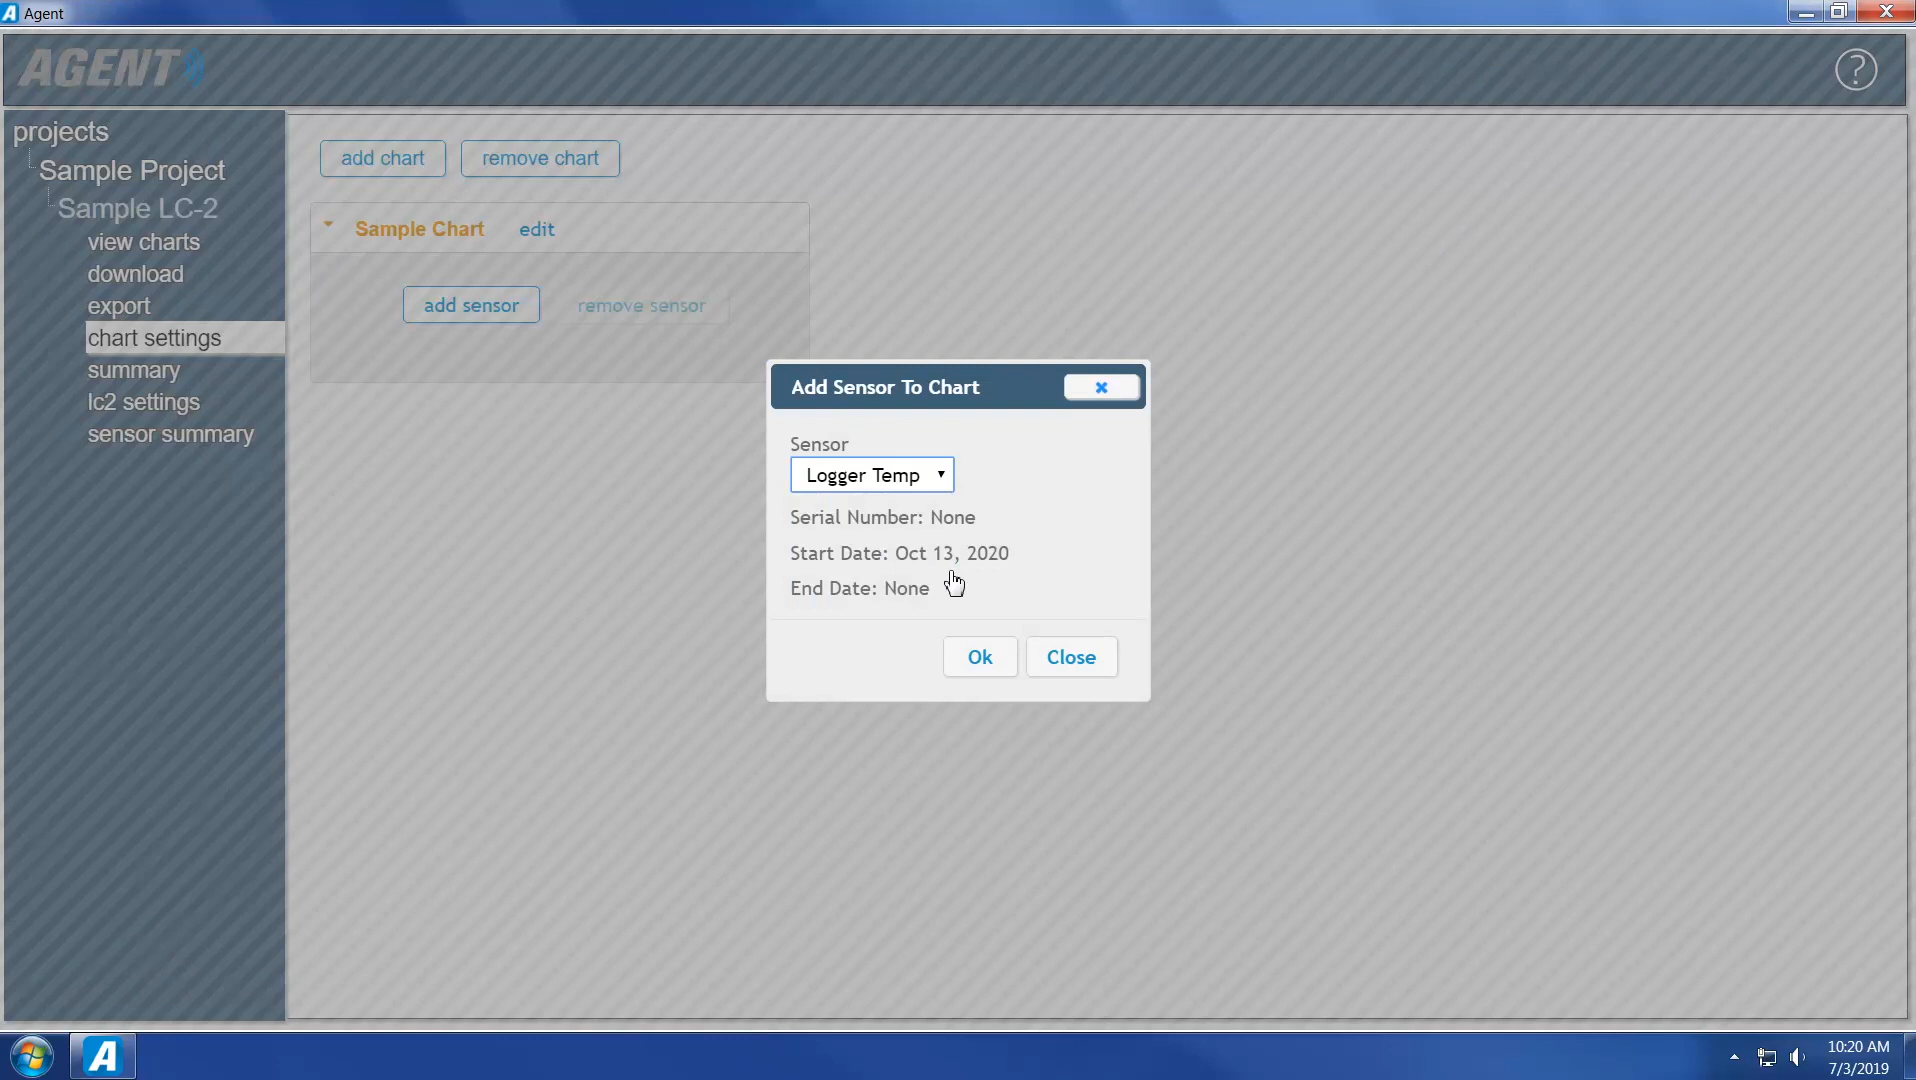 Agent
AGENT
?
projects
Sample Project
Sample LC-2
view charts
download
export
chart settings
summary
lc2 settings
sensor summary
add chart
remove chart
Sample Chart
edit
add sensor
remove sensor
Add Sensor To Chart
Sensor
Logger Temp
Serial Number: None
Start Date: Oct 13, 2020
End Date: None
Ok
Close
A
10:20 AM
7/3/2019